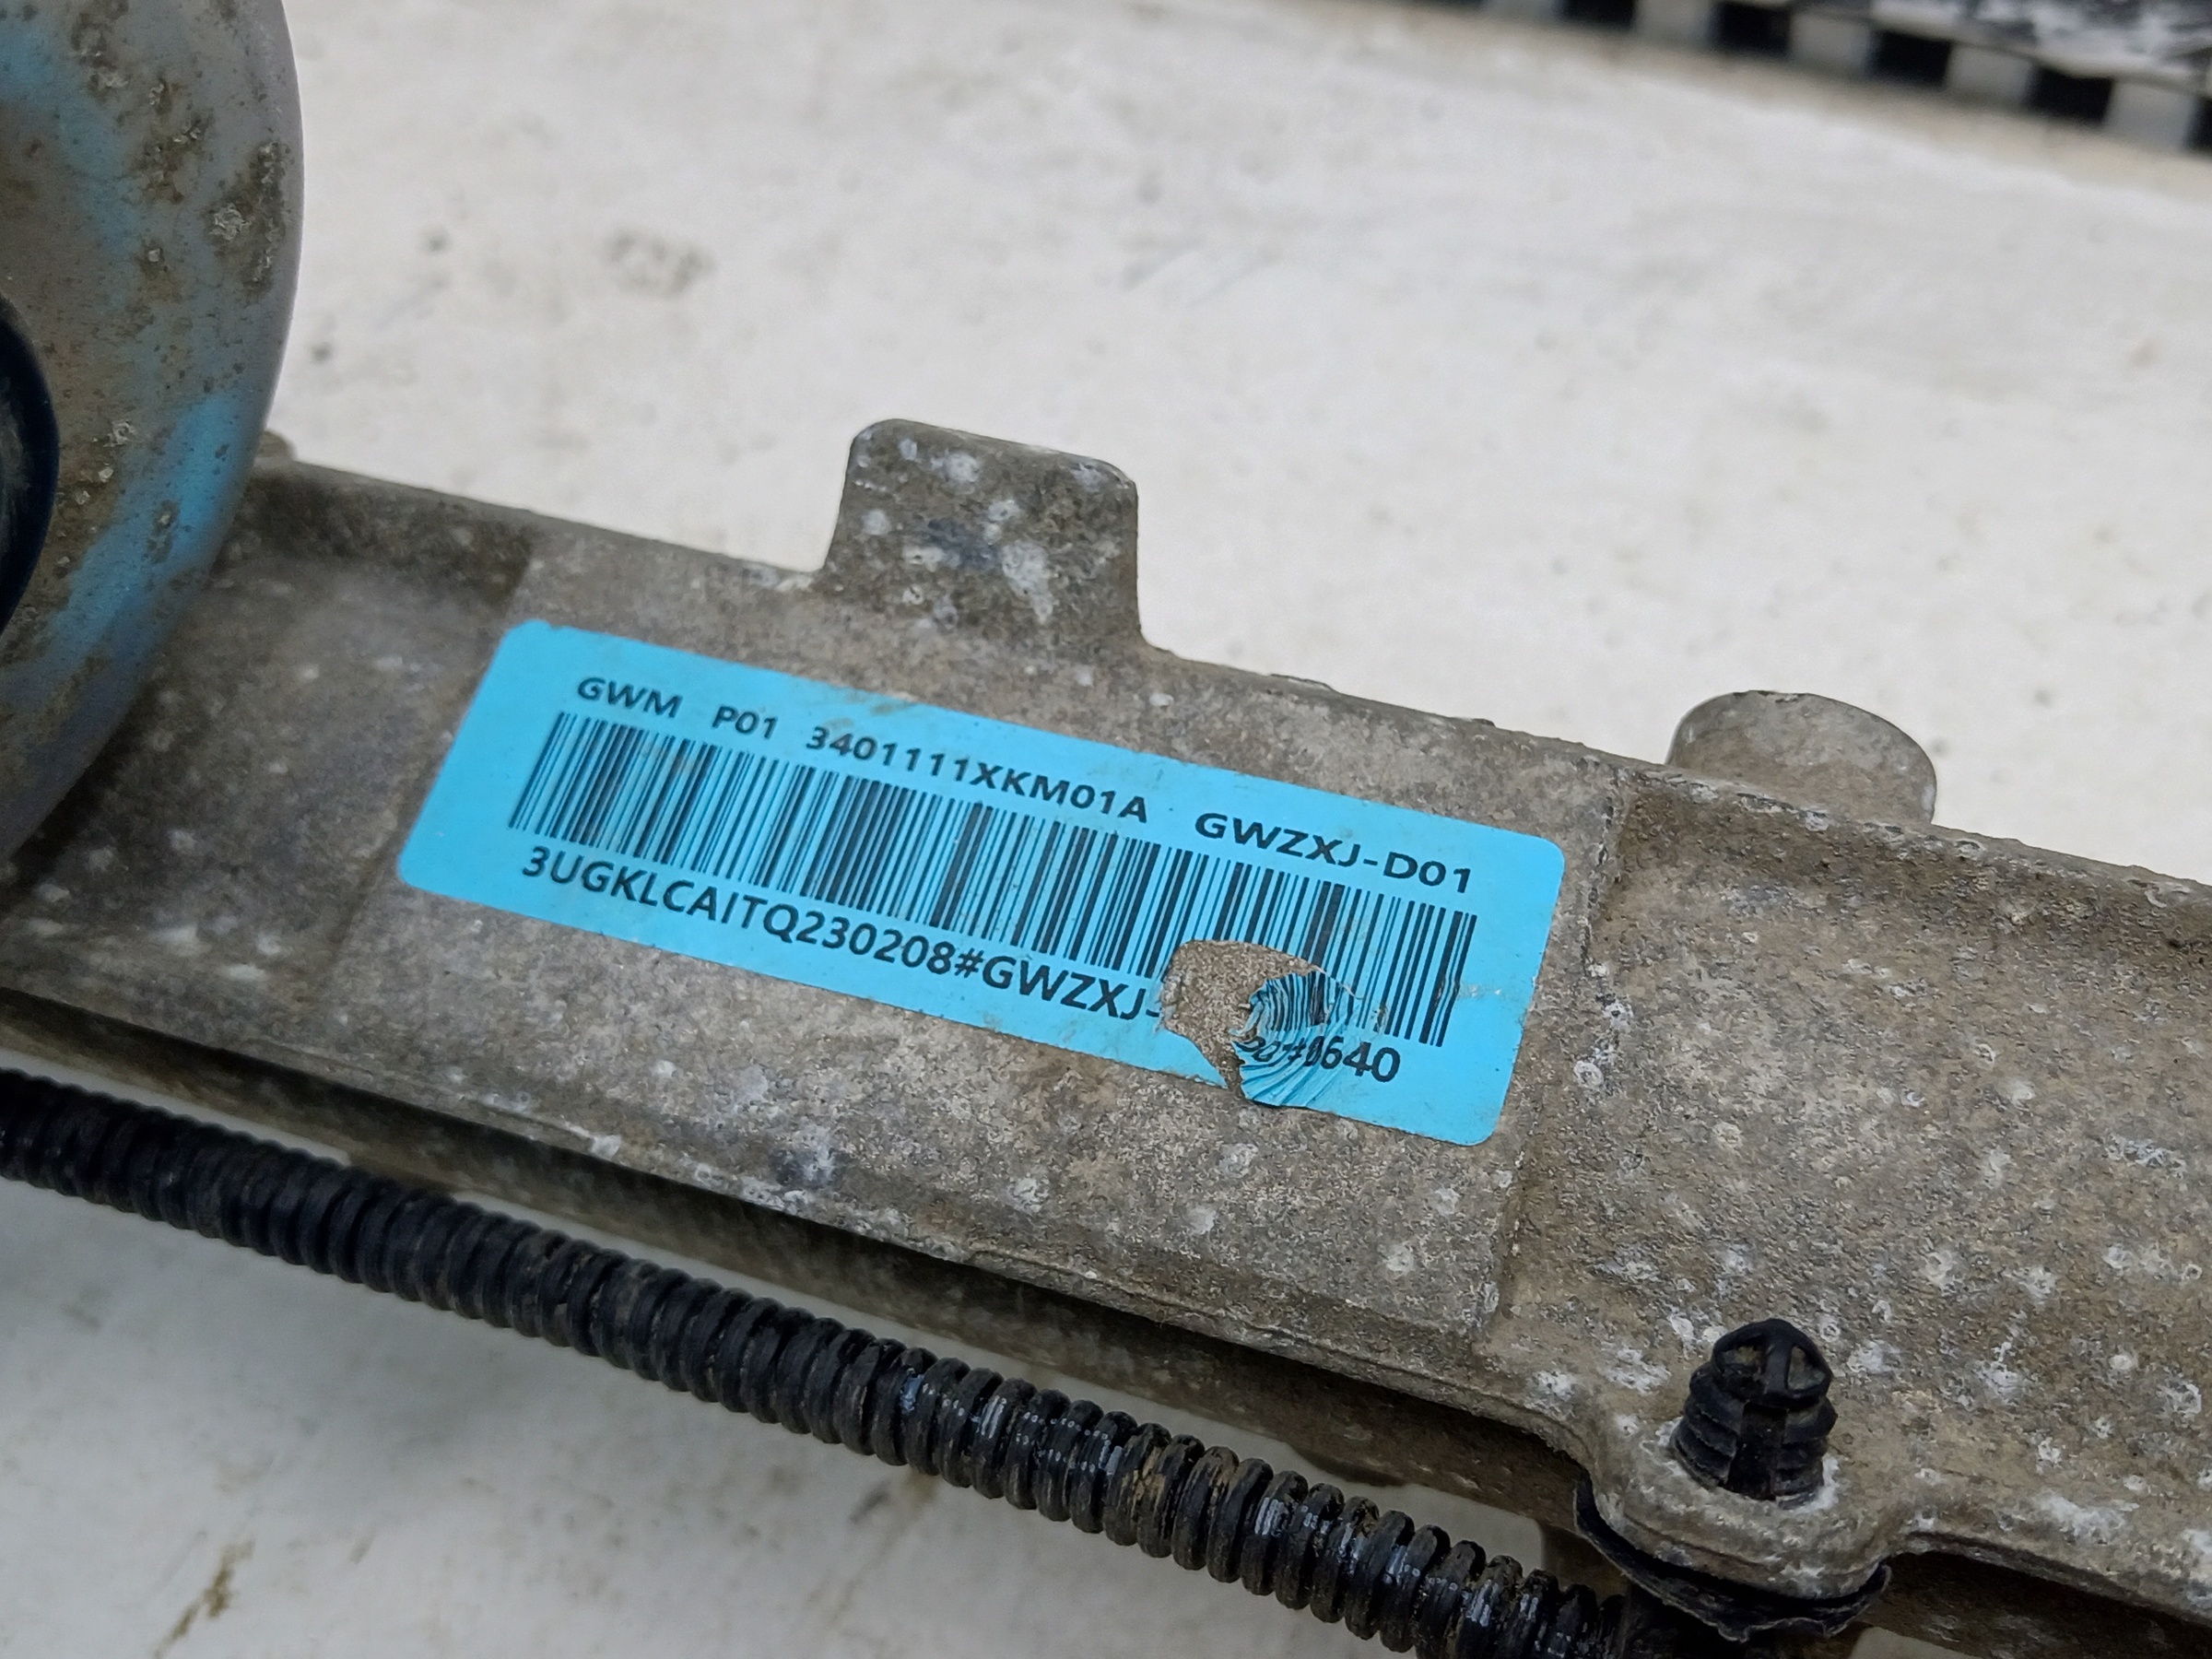 GWM P01 3401111XKM01A GWZXJ-D01
3UGKLCAITQ230208#GWZXJ- 0640